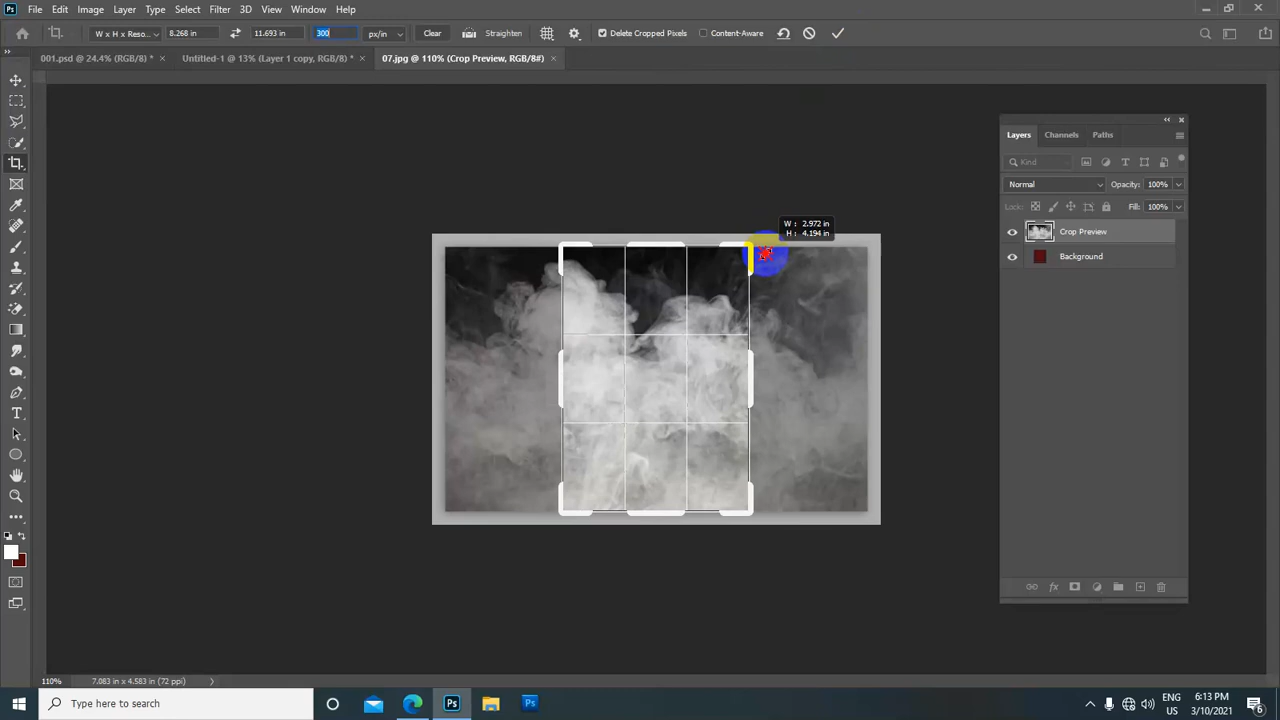 Ps File Edit Image Layer Type Select Filter 3D View Window Help
W x H x Reso... 8.268 in 11.693 in 300 px/in Clear Straighten Delete Cropped Pixels Content-Aware
001.psd @ 24.4% (RGB/8) * × Untitled-1 @ 13% (Layer 1 copy, RGB/8) * × 07.jpg @ 110% (Crop Preview, RGB/8#) ×
Layers Channels Paths
Kind
Normal Opacity: 100%
Lock: Fill: 100%
Crop Preview
Background
W : 2.972 in
H : 4.194 in
T
110% 7.083 in x 4.583 in (72 ppi)
Type here to search
Ps
Ps
ENG
US
6:13 PM
3/10/2021
6